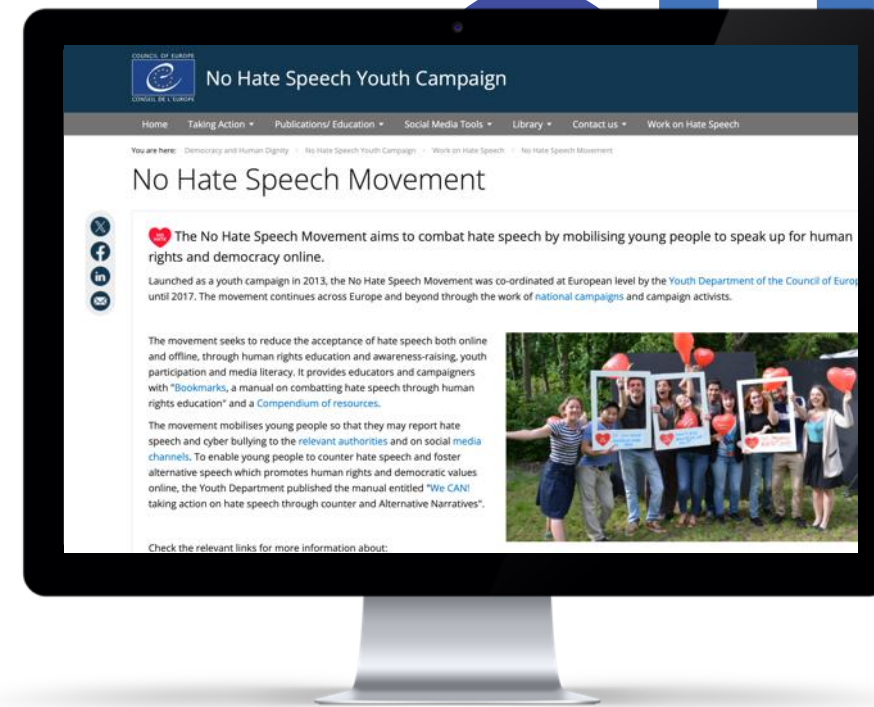 COUNCIL OF EUROPE
CONSEIL DE L'EUROPE
No Hate Speech Youth Campaign
Home Taking Action Publications/ Education Social Media Tools Library Contact us Work on Hate Speech
You are here: Democracy and Human Dignity No Hate Speech Youth Campaign Work on Hate Speech No Hate Speech Movement
No Hate Speech Movement
The No Hate Speech Movement aims to combat hate speech by mobilising young people to speak up for human
rights and democracy online.
Launched as a youth campaign in 2013, the No Hate Speech Movement was co-ordinated at European level by the Youth Department of the Council of Europ
until 2017. The movement continues across Europe and beyond through the work of national campaigns and campaign activists.
The movement seeks to reduce the acceptance of hate speech both online
and offline, through human rights education and awareness-raising, youth
participation and media literacy. It provides educators and campaigners
with "Bookmarks, a manual on combatting hate speech through human
rights education" and a Compendium of resources.
The movement mobilises young people so that they may report hate
speech and cyber bullying to the relevant authorities and on social media
channels. To enable young people to counter hate speech and foster
alternative speech which promotes human rights and democratic values
online, the Youth Department published the manual entitled "We CAN!
taking action on hate speech through counter and Alternative Narratives".
Check the relevant links for more information about: